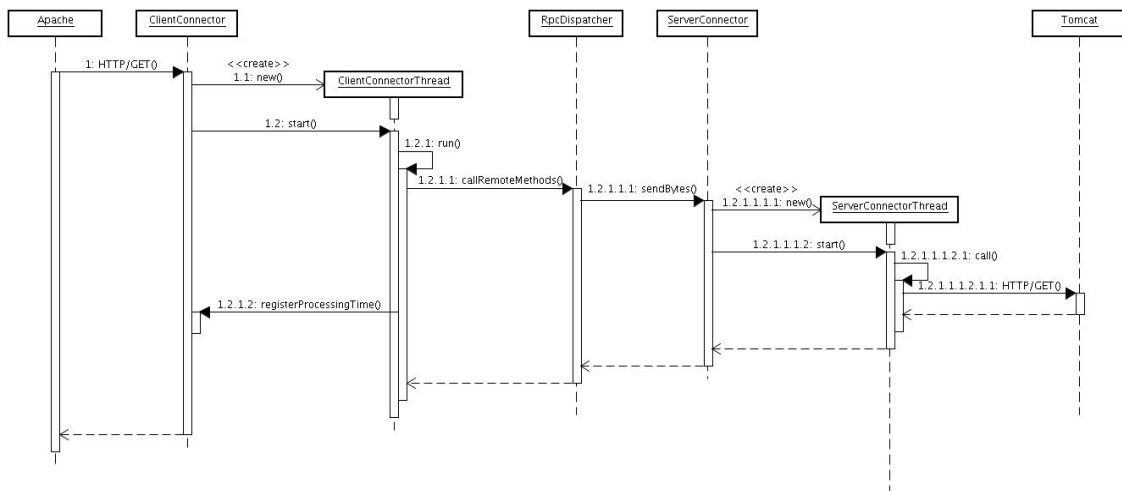 Apache
ClientConnector
RpcDispatcher
ServerConnector
Tomcat
1: HTTP/GET()
<<create>>
1.1: new()
ClientConnectorThread
1.2: start()
1.2.1: run()
1.2.1.1: callRemoteMethods()
1.2.1.1.1: sendBytes()
<<create>>
1.2.1.1.1.1: new()
ServerConnectorThread
1.2.1.1.1.2: start()
1.2.1.1.1.2.1: call()
1.2.1.1.1.2.1.1: HTTP/GET()
1.2.1.2: registerProcessingTime()